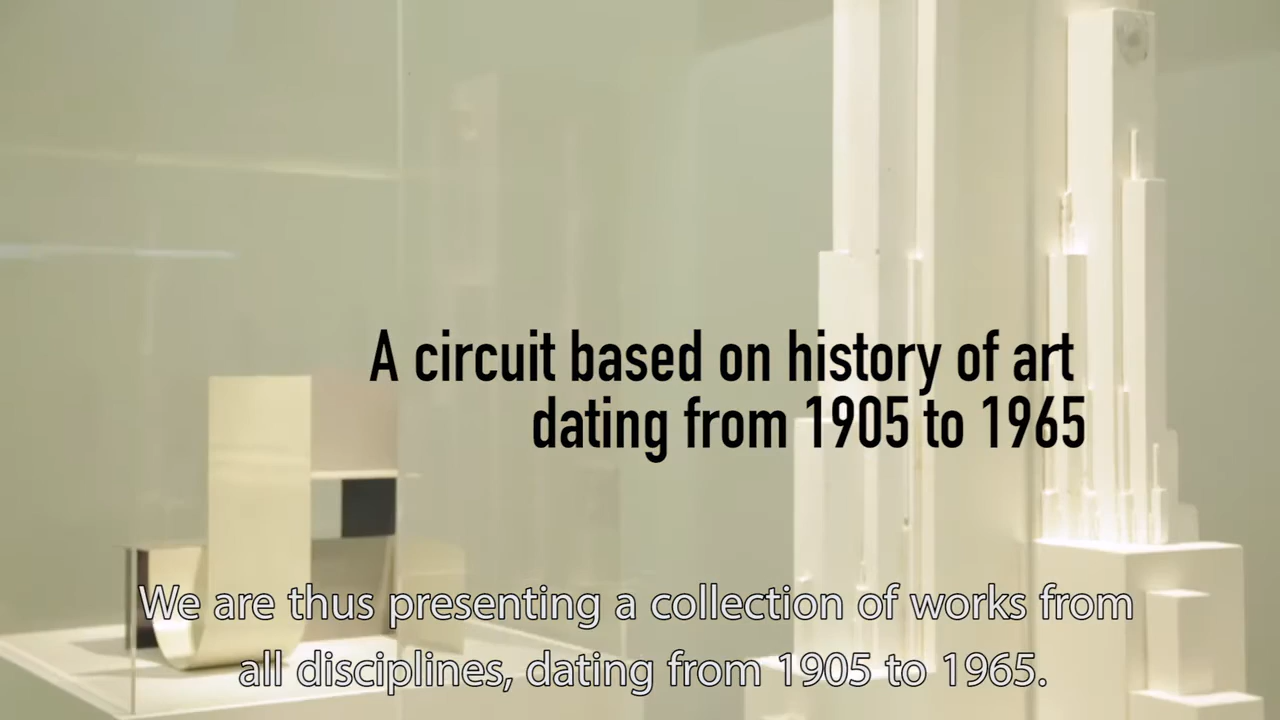 A circuit based on history of art
dating from 1905 to 1965
We are thus presenting a collection of works from
all disciplines, dating from 1905 to 1965.